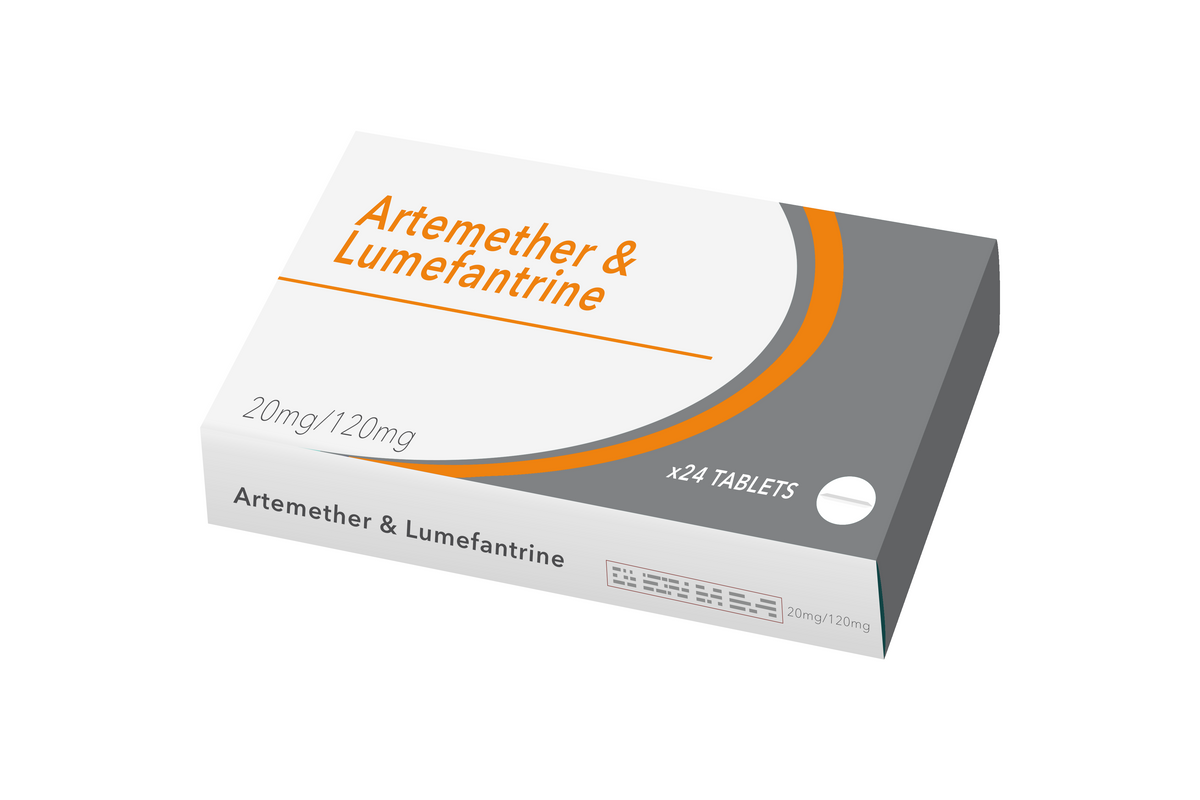 Artemether &
Lumefantrine
20mg/120mg
x24 TABLETS
Artemether & Lumefantrine
20mg/120mg